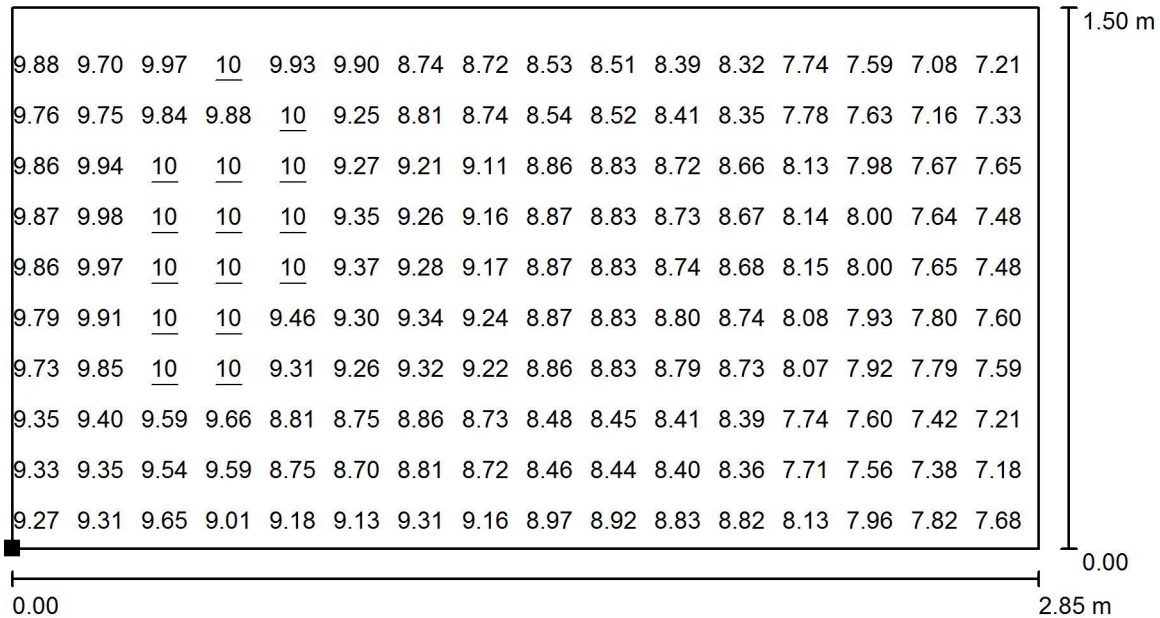 1.50 m
9.88 9.70 9.97 10 9.93 9.90 8.74 8.72 8.53 8.51 8.39 8.32 7.74 7.59 7.08 7.21
9.76 9.75 9.84 9.88 10 9.25 8.81 8.74 8.54 8.52 8.41 8.35 7.78 7.63 7.16 7.33
9.86 9.94 10 10 10 9.27 9.21 9.11 8.86 8.83 8.72 8.66 8.13 7.98 7.67 7.65
9.87 9.98 10 10 10 9.35 9.26 9.16 8.87 8.83 8.73 8.67 8.14 8.00 7.64 7.48
9.86 9.97 10 10 10 9.37 9.28 9.17 8.87 8.83 8.74 8.68 8.15 8.00 7.65 7.48
9.79 9.91 10 10 9.46 9.30 9.34 9.24 8.87 8.83 8.80 8.74 8.08 7.93 7.80 7.60
9.73 9.85 10 10 9.31 9.26 9.32 9.22 8.86 8.83 8.79 8.73 8.07 7.92 7.79 7.59
9.35 9.40 9.59 9.66 8.81 8.75 8.86 8.73 8.48 8.45 8.41 8.39 7.74 7.60 7.42 7.21
9.33 9.35 9.54 9.59 8.75 8.70 8.81 8.72 8.46 8.44 8.40 8.36 7.71 7.56 7.38 7.18
9.27 9.31 9.65 9.01 9.18 9.13 9.31 9.16 8.97 8.92 8.83 8.82 8.13 7.96 7.82 7.68
0.00
0.00 2.85 m